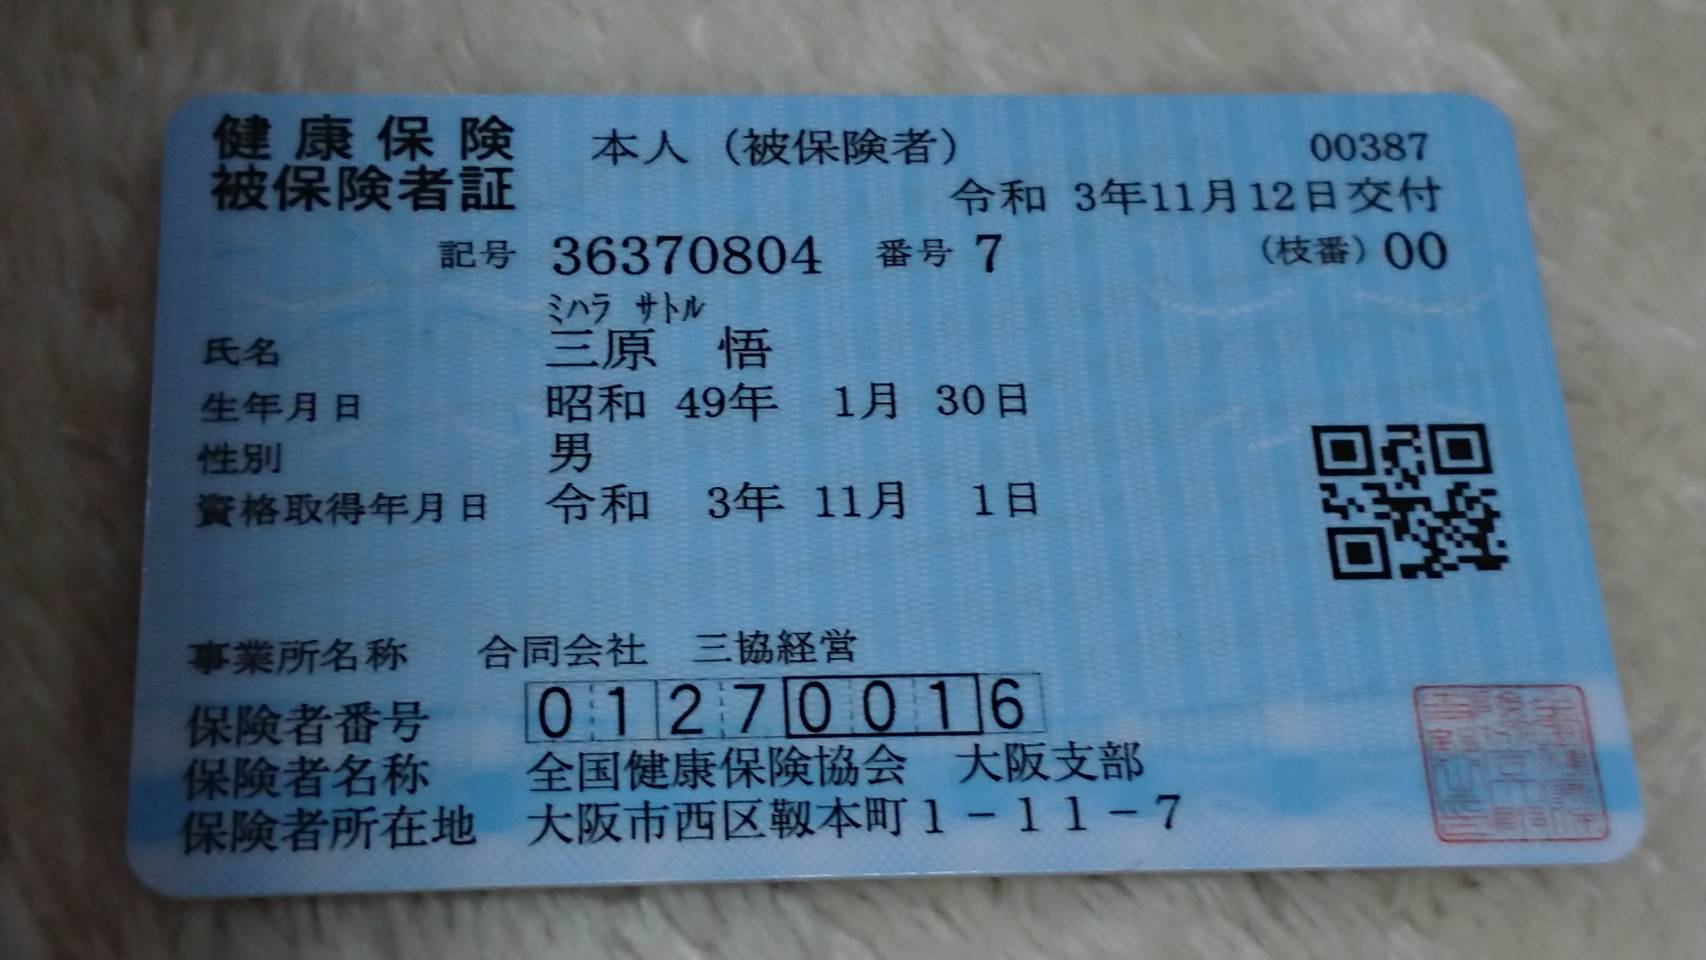 健康保険 本人（被保険者） 00387
被保険者証 令和 3年11月12日交付
記号 36370804 番号 7 （枝番）00
ﾐﾊﾗ ｻﾄﾙ
氏名 三原 悟
生年月日 昭和 49年 1月 30日
性別 男
資格取得年月日 令和 3年 11月 1日
事業所名称 合同会社 三協経営
保険者番号 01270016
保険者名称 全国健康保険協会 大阪支部
保険者所在地 大阪市西区靱本町1－11－7